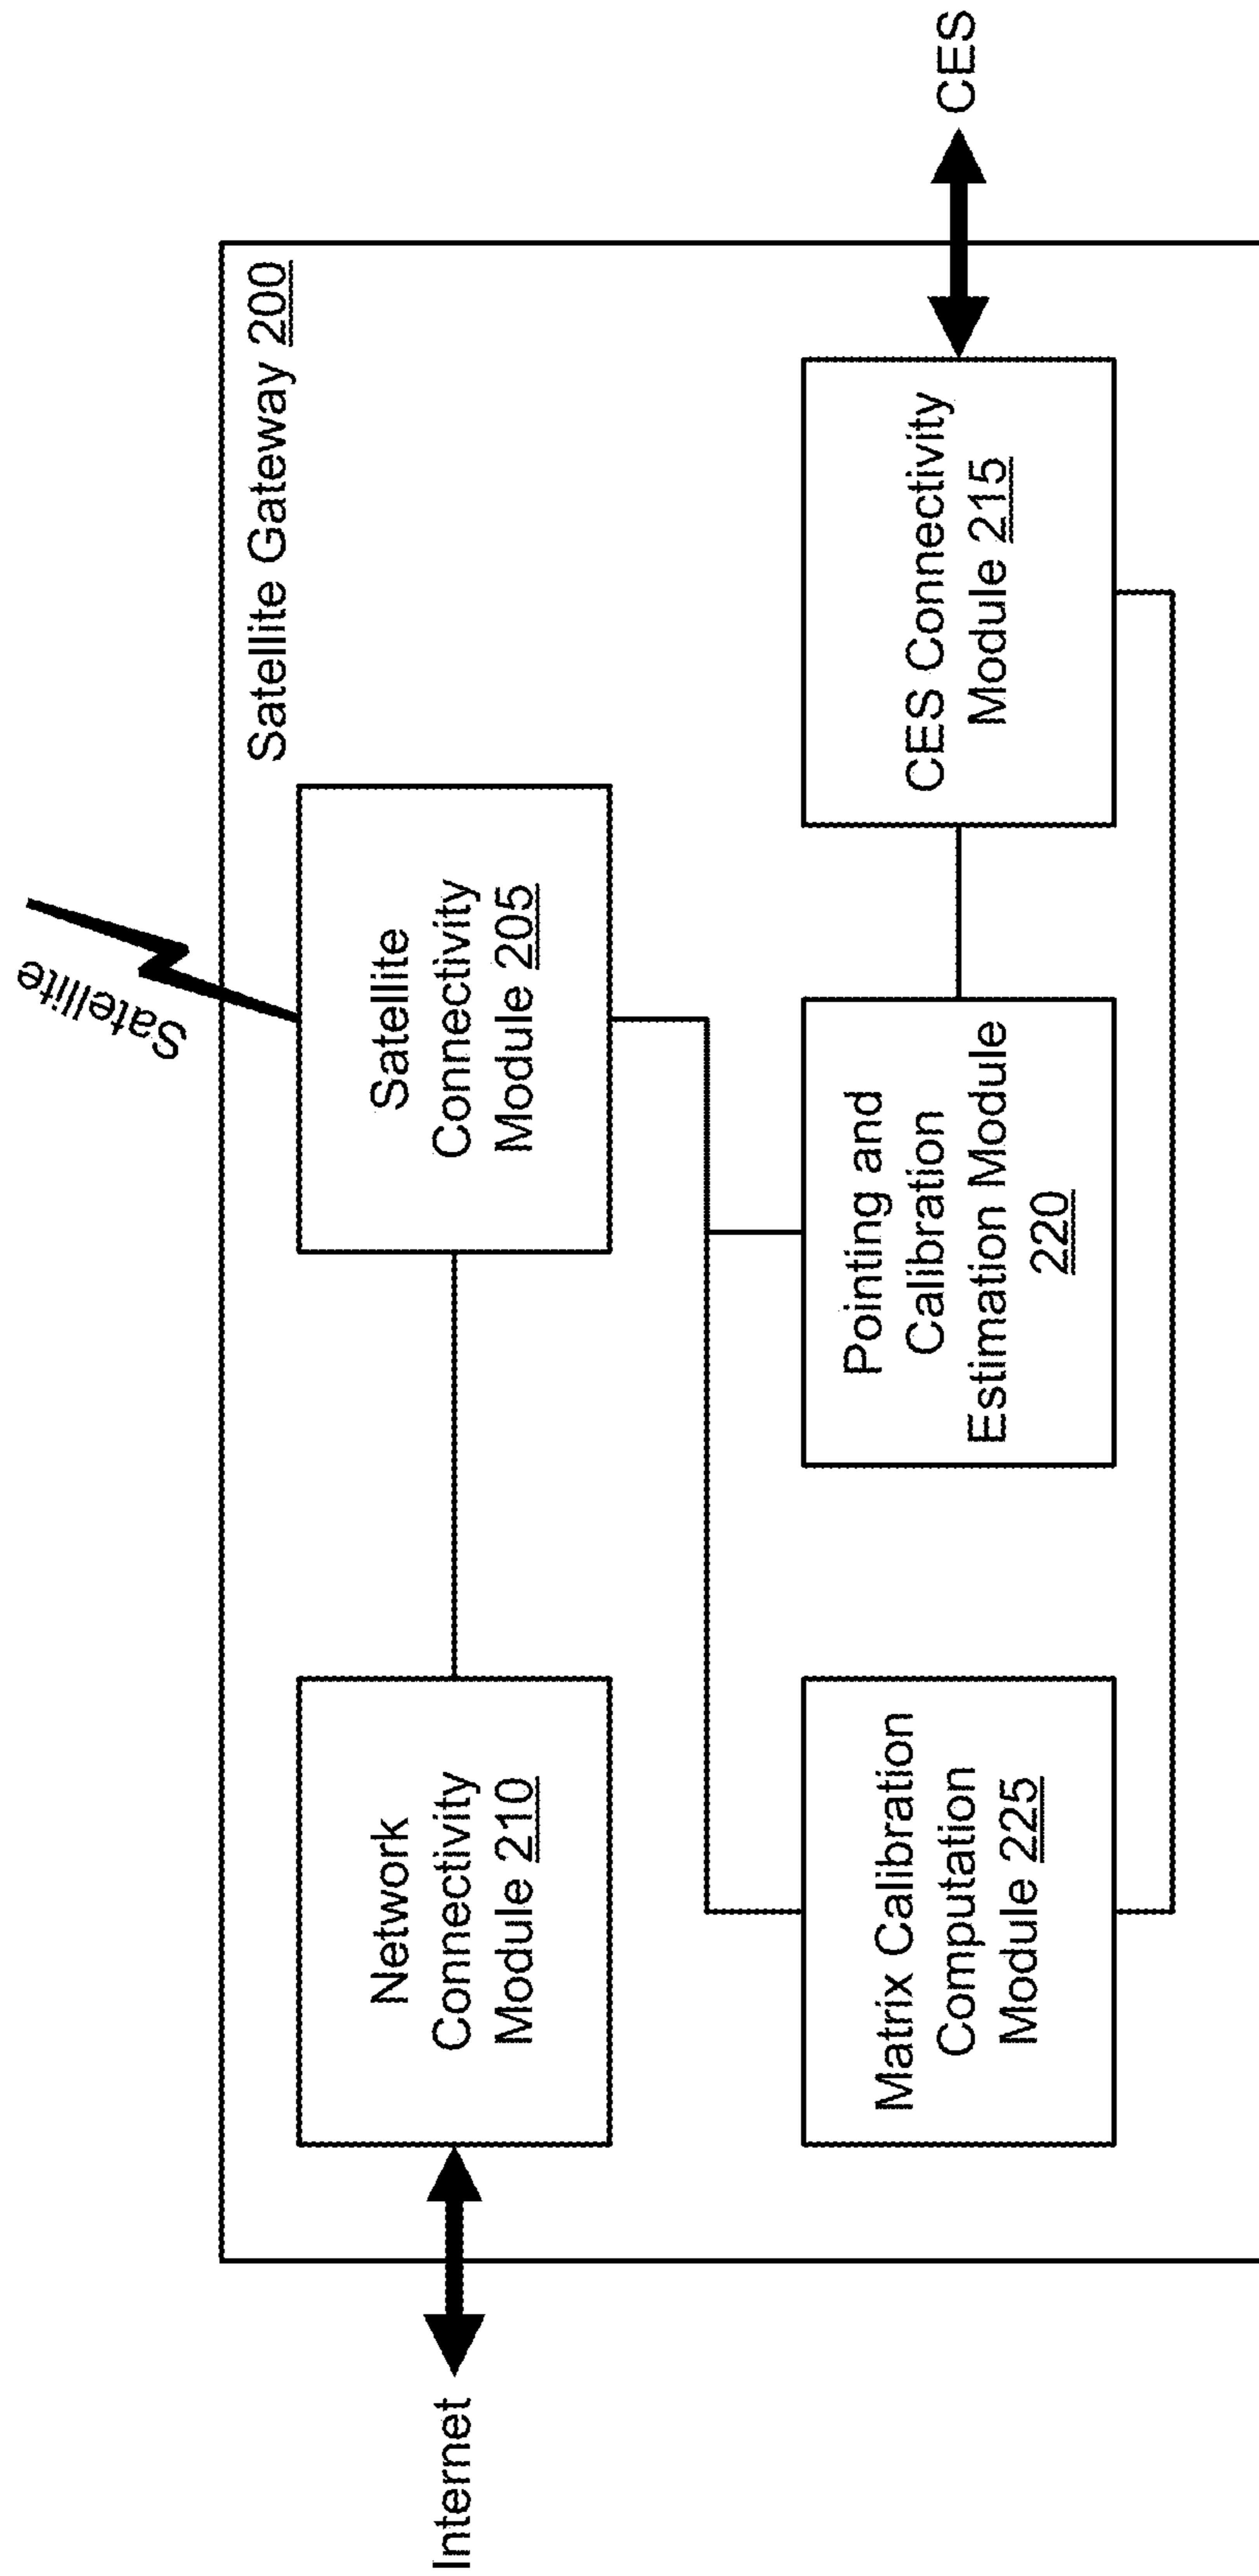 Satellite
Satellite Gateway 200
Internet
Network
Connectivity
Module 210
Satellite
Connectivity
Module 205
Matrix Calibration
Computation
Module 225
Pointing and
Calibration
Estimation Module
220
CES Connectivity
Module 215
CES